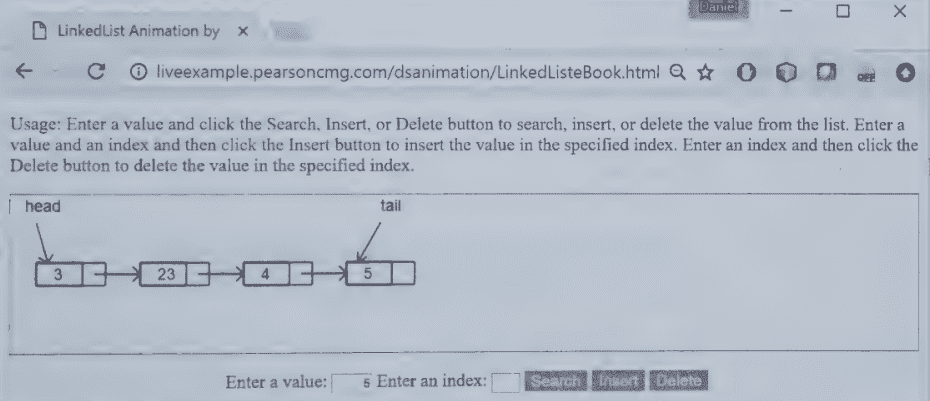 Daniel
LinkedList Animation by
liveexample.pearsoncmg.com/dsanimation/LinkedListeBook.html
OFF
Usage: Enter a value and click the Search, Insert, or Delete button to search, insert, or delete the value from the list. Enter a
value and an index and then click the Insert button to insert the value in the specified index. Enter an index and then click the
Delete button to delete the value in the specified index.
head tail
3 23 4 5
Enter a value: 5 Enter an index: Search Insert Delete